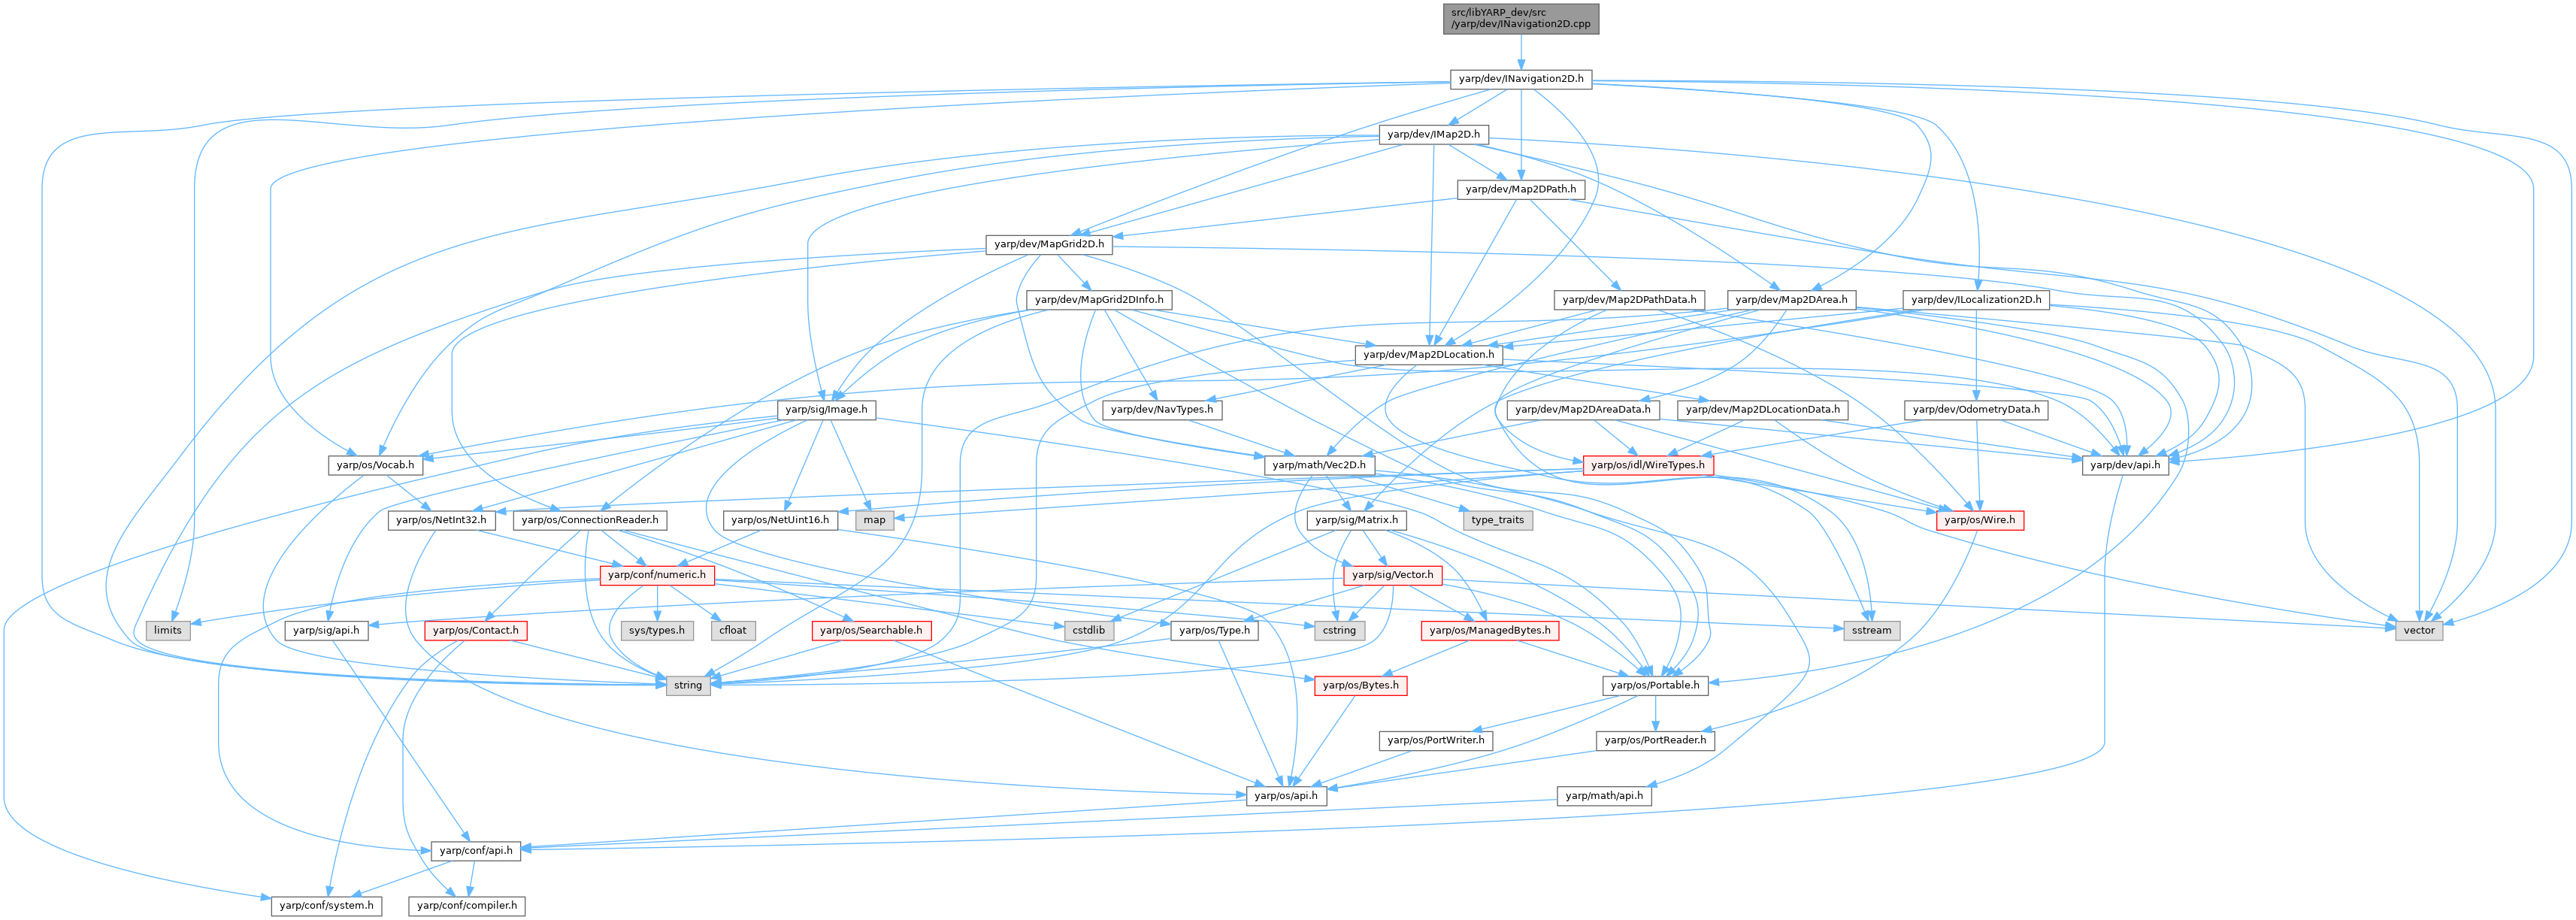 src/libYARP_dev/src
/yarp/dev/INavigation2D.cpp
yarp/dev/INavigation2D.h
yarp/dev/IMap2D.h
yarp/dev/Map2DPath.h
yarp/dev/MapGrid2D.h
yarp/dev/MapGrid2DInfo.h
yarp/dev/Map2DPathData.h
yarp/dev/Map2DArea.h
yarp/dev/ILocalization2D.h
yarp/dev/Map2DLocation.h
yarp/sig/Image.h
yarp/dev/NavTypes.h
yarp/dev/Map2DAreaData.h
yarp/dev/Map2DLocationData.h
yarp/dev/OdometryData.h
yarp/os/Vocab.h
yarp/math/Vec2D.h
yarp/os/idl/WireTypes.h
yarp/dev/api.h
yarp/os/NetInt32.h
yarp/os/ConnectionReader.h
yarp/os/NetUint16.h
map
type_traits
yarp/sig/Matrix.h
yarp/os/Wire.h
yarp/conf/numeric.h
yarp/sig/Vector.h
limits
yarp/sig/api.h
yarp/os/Contact.h
sys/types.h
cfloat
yarp/os/Searchable.h
cstdlib
yarp/os/Type.h
cstring
yarp/os/ManagedBytes.h
sstream
vector
string
yarp/os/Bytes.h
yarp/os/Portable.h
yarp/os/PortWriter.h
yarp/os/PortReader.h
yarp/os/api.h
yarp/math/api.h
yarp/conf/api.h
yarp/conf/system.h
yarp/conf/compiler.h